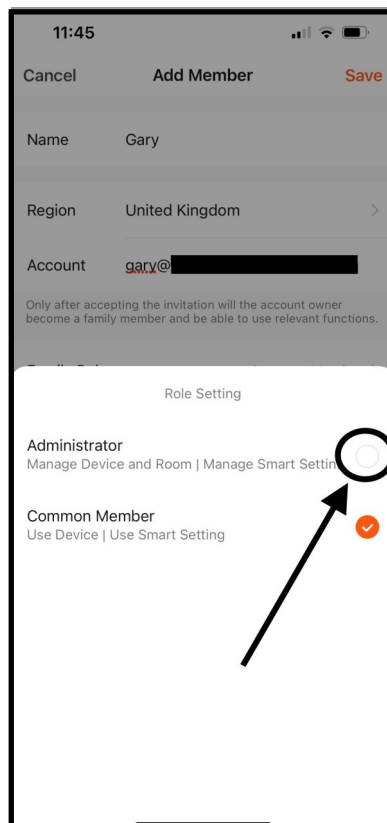 11:45
Cancel Add Member Save
Name Gary
Region United Kingdom
Account gary@
Only after accepting the invitation will the account owner
become a family member and be able to use relevant functions.
Role Setting
Administrator
Manage Device and Room | Manage Smart Settin
Common Member
Use Device | Use Smart Setting